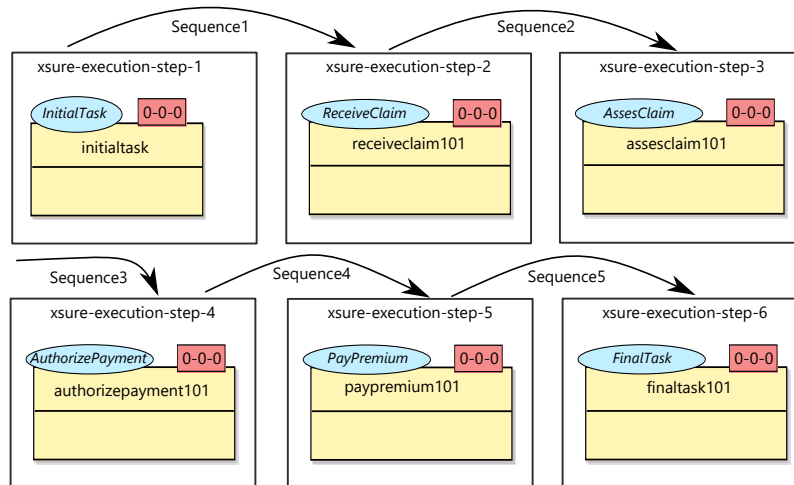 Sequence1
Sequence2
xsure-execution-step-1
xsure-execution-step-2
xsure-execution-step-3
InitialTask
0-0-0
ReceiveClaim
0-0-0
AssesClaim
0-0-0
initialtask
receiveclaim101
assesclaim101
Sequence3
Sequence4
Sequence5
xsure-execution-step-4
xsure-execution-step-5
xsure-execution-step-6
AuthorizePayment
0-0-0
PayPremium
0-0-0
FinalTask
0-0-0
authorizepayment101
paypremium101
finaltask101